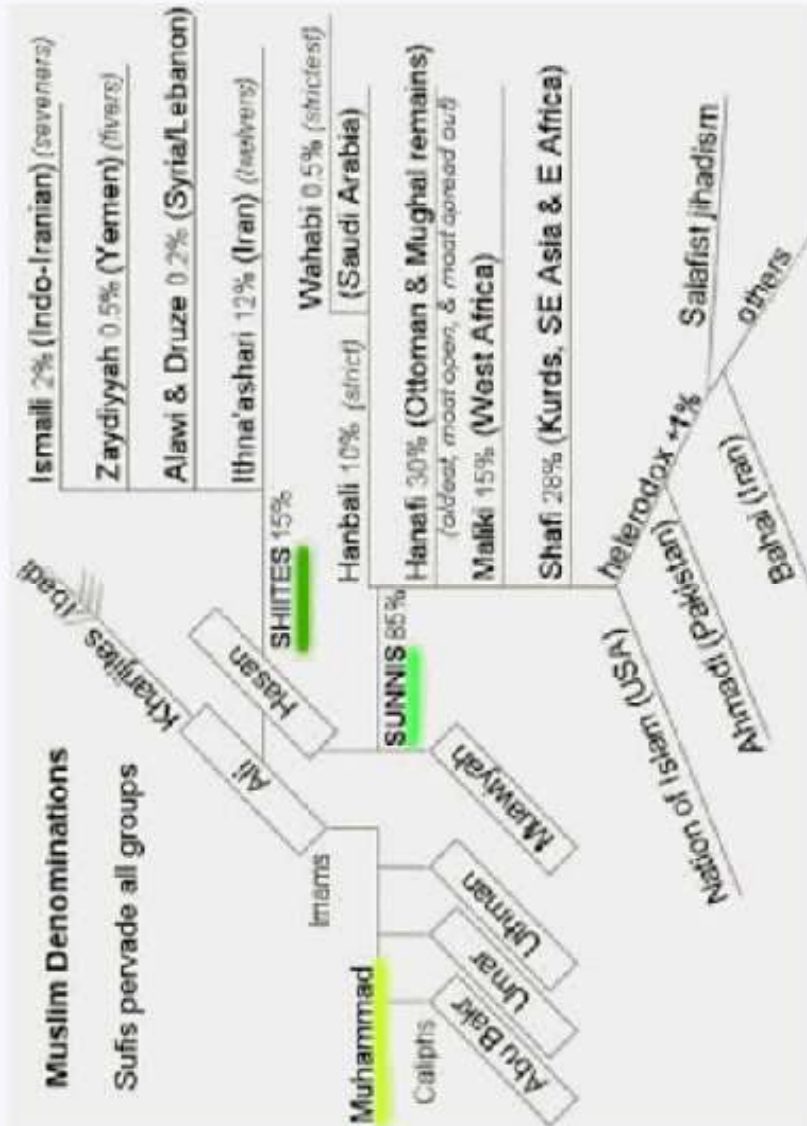 Muslim Denominations
Sufis pervade all groups
Kharijites
Ibadi
Imams
Ali
Hasan
Muhammad
Caliphs
Abu Bakr
Umar
Uthman
Muawiyah
SHIITES 15%
Ismaili 2% (Indo-Iranian) (seveners)
Zaydiyyah 0.5% (Yemen) (fivers)
Alawi & Druze 0.2% (Syria/Lebanon)
Ithna'ashari 12% (Iran) (twelvers)
SUNNIS 85%
Wahabi 0.5% (strictest)
Hanbali 10% (strict)
(Saudi Arabia)
Hanafi 30% (Ottoman & Mughal remains)
(oldest, most open, & most spread out)
Maliki 15% (West Africa)
Shafi 28% (Kurds, SE Asia & E Africa)
heterodox +1%
Nation of Islam (USA)
Ahmadi (Pakistan)
Bahai (Iran)
Salafist jihadism
others